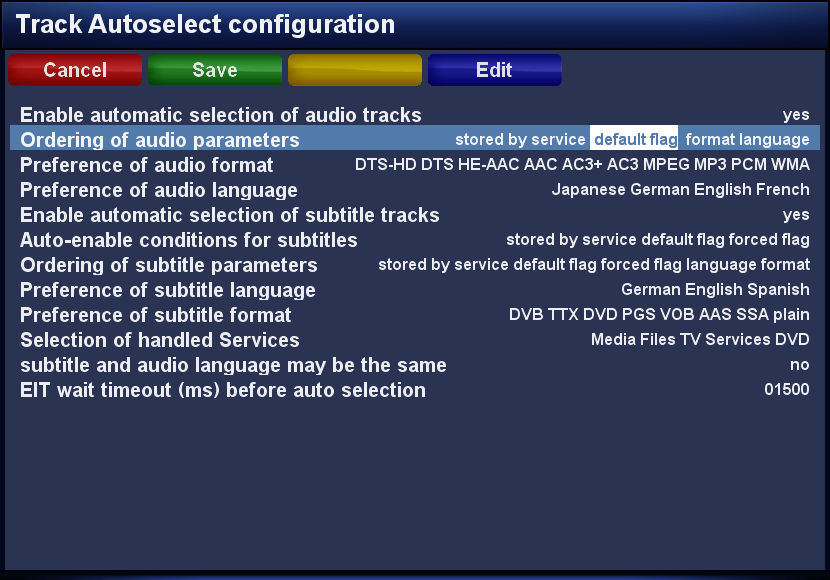 Track Autoselect configuration
Cancel Save Edit
Enable automatic selection of audio tracks yes
Ordering of audio parameters stored by service default flag format language
Preference of audio format DTS-HD DTS HE-AAC AAC AC3+ AC3 MPEG MP3 PCM WMA
Preference of audio language Japanese German English French
Enable automatic selection of subtitle tracks yes
Auto-enable conditions for subtitles stored by service default flag forced flag
Ordering of subtitle parameters stored by service default flag forced flag language format
Preference of subtitle language German English Spanish
Preference of subtitle format DVB TTX DVD PGS VOB AAS SSA plain
Selection of handled Services Media Files TV Services DVD
subtitle and audio language may be the same no
EIT wait timeout (ms) before auto selection 01500